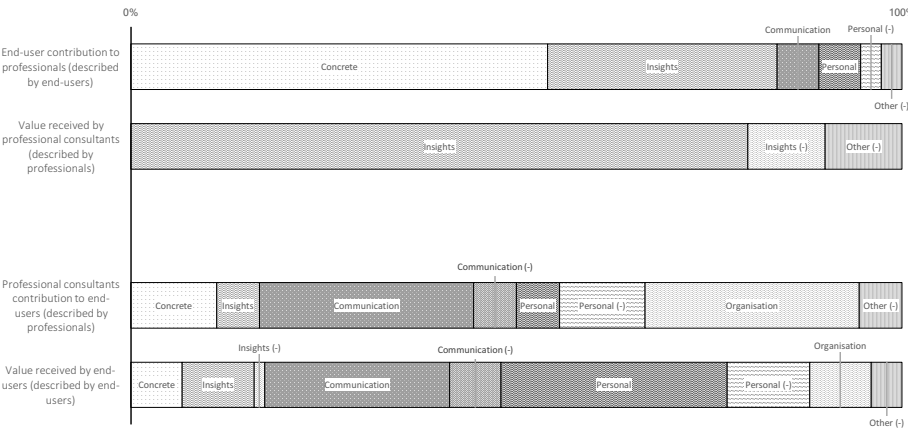 0%
100%
Communication
Personal (-)
End-user contribution to
professionals (described
by end-users)
Concrete
Insights
Personal
Other (-)
Value received by
professional consultants
(described by
professionals)
Insights
Insights (-)
Other (-)
Communication (-)
Professional consultants
contribution to end-
users (described by
professionals)
Concrete
Insights
Communication
Personal
Personal (-)
Organisation
Other (-)
Insights (-)
Communication (-)
Organisation
Value received by end-
users (described by end-
users)
Concrete
Insights
Communication
Personal
Personal (-)
Other (-)